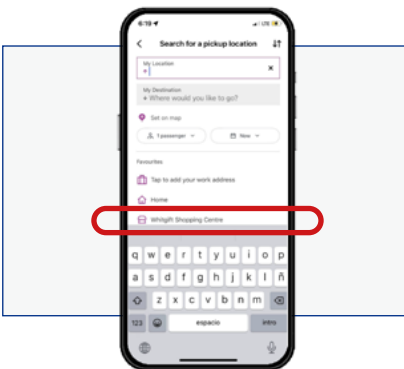 6:19
LTE
Search for a pickup location
My Location
×
My Destination
Where would you like to go?
Set on map
1 passenger
Now
Favourites
Tap to add your work address
Home
Whitgift Shopping Centre
q w e r t y u i o p
a s d f g h j k l ñ
z x c v b n m
123
espacio
intro